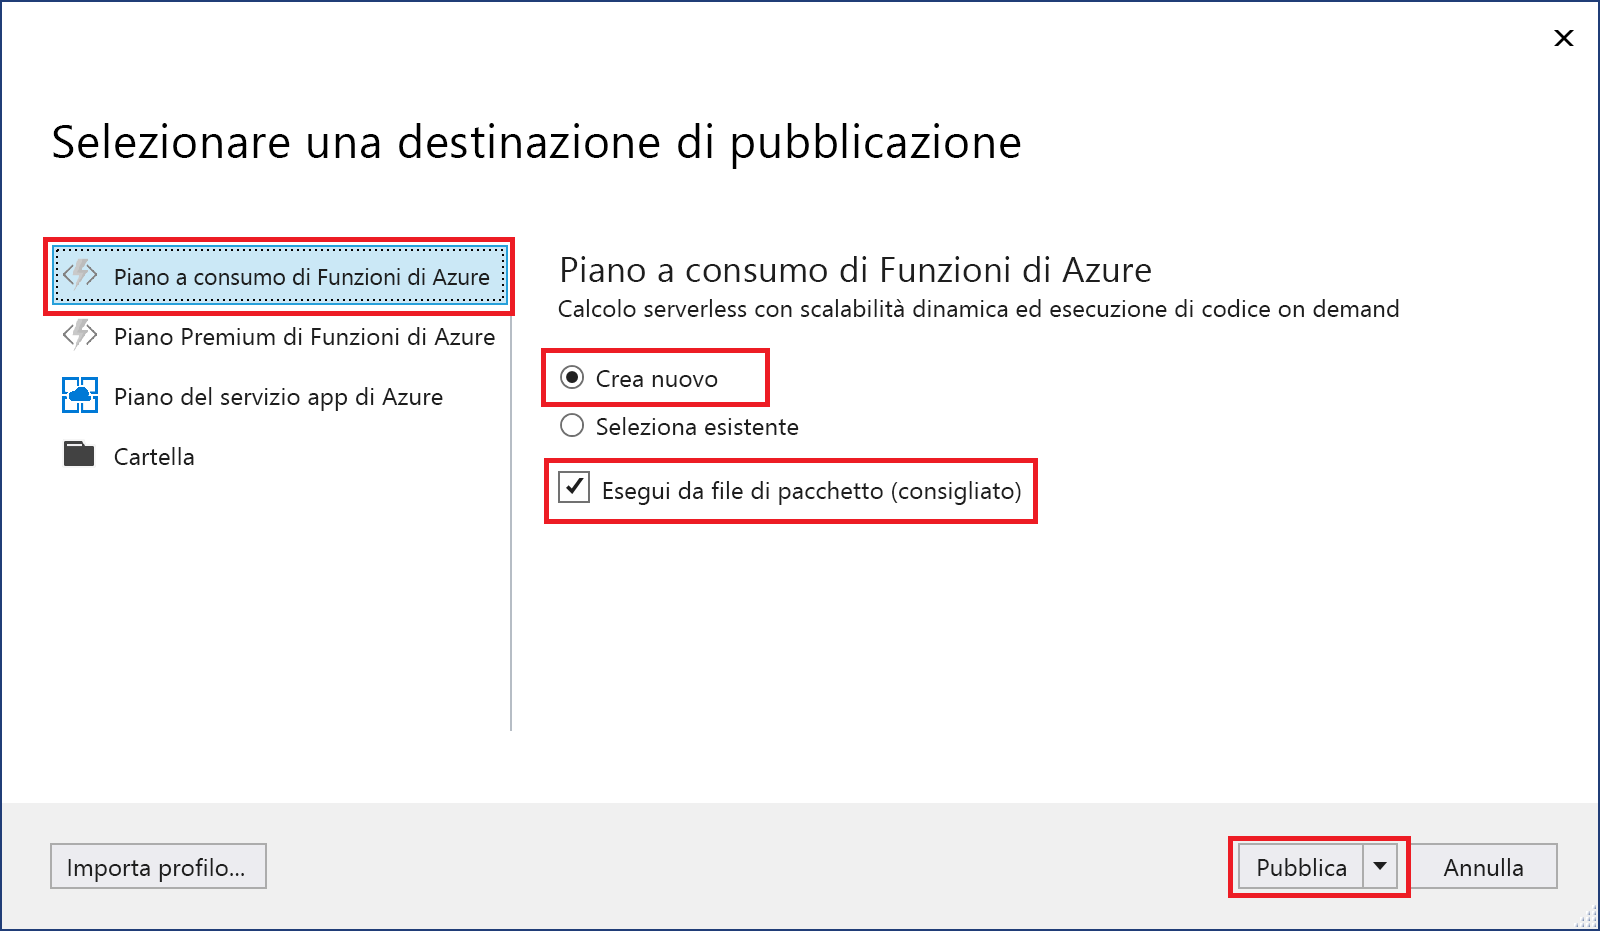 Selezionare una destinazione di pubblicazione
Piano a consumo di Funzioni di Azure
Piano Premium di Funzioni di Azure
Piano del servizio app di Azure
Cartella
Piano a consumo di Funzioni di Azure
Calcolo serverless con scalabilità dinamica ed esecuzione di codice on demand
Crea nuovo
Seleziona esistente
Esegui da file di pacchetto (consigliato)
Importa profilo...
Pubblica
Annulla